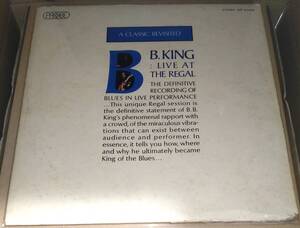 PROBE
A CLASSIC REVISITED
B
B.KING
: LIVE AT
THE REGAL
THE DEFINITIVE
RECORDING OF
BLUES IN LIVE PERFORMANCE
...This unique Regal session is
the definitive statement of B.B.
King's phenomenal rapport with
a crowd, of the miraculous vibra-
tions that can exist between
audience and performer. In
essence, it tells you, how, where
and why he ultimately became
King of the Blues...